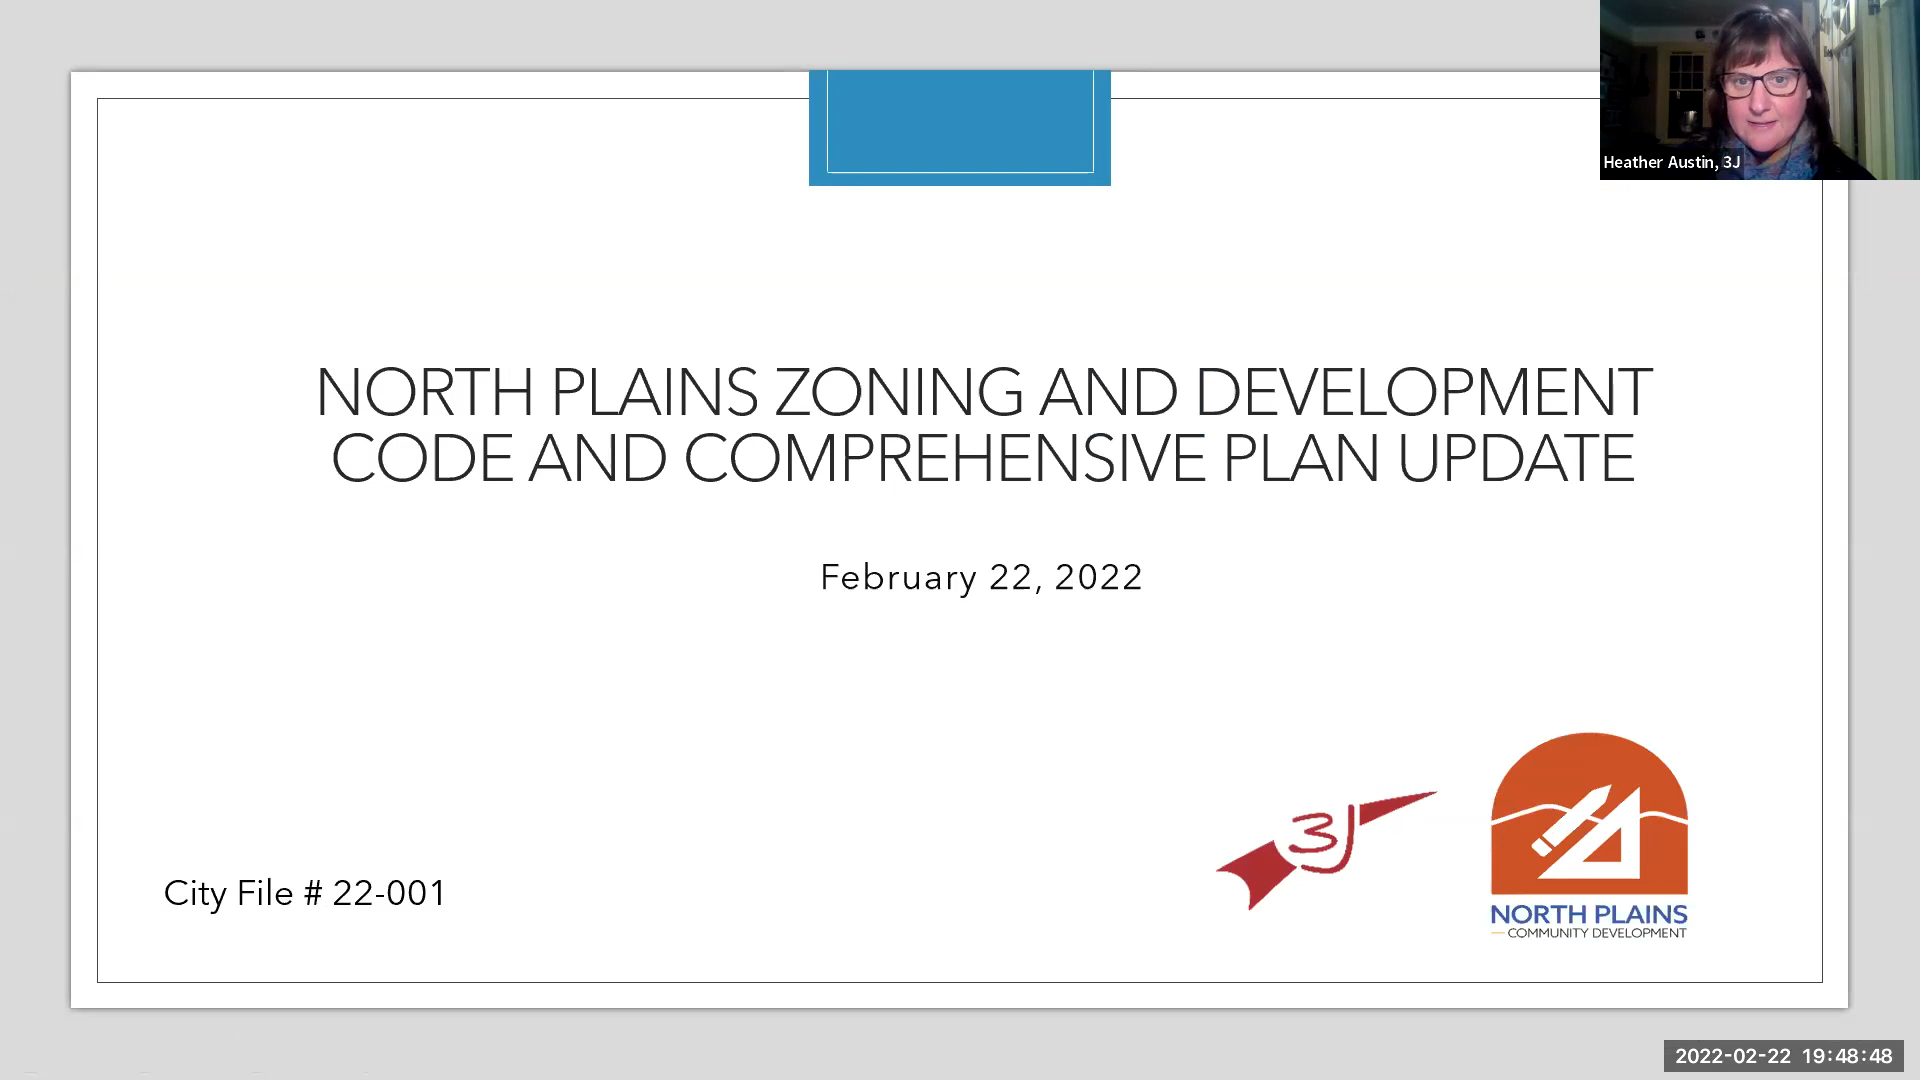 Heather Austin, 3J
NORTH PLAINS ZONING AND DEVELOPMENT
CODE AND COMPREHENSIVE PLAN UPDATE
February 22, 2022
City File # 22-001
3J
NORTH PLAINS
COMMUNITY DEVELOPMENT
2022-02-22 19:48:48